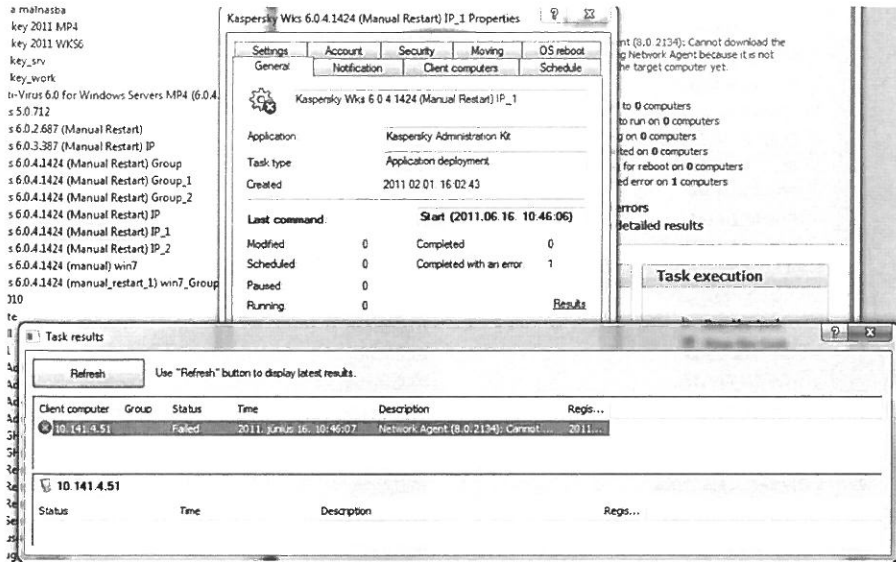 a malnasba
key 2011 MP4
key 2011 WKS6
key_srv
key_work
ti-Virus 6.0 for Windows Servers MP4 (6.0.4.
s 5.0.712
s 6.0.2.687 (Manual Restart)
s 6.0.3.387 (Manual Restart) IP
s 6.0.4.1424 (Manual Restart) Group
s 6.0.4.1424 (Manual Restart) Group_1
s 6.0.4.1424 (Manual Restart) Group_2
s 6.0.4.1424 (Manual Restart) IP
s 6.0.4.1424 (Manual Restart) IP_1
s 6.0.4.1424 (Manual Restart) IP_2
s 6.0.4.1424 (manual) win7
s 6.0.4.1424 (manual_restart_1) win7_Group
010
te
Kaspersky Wks 6.0.4.1424 (Manual Restart) IP_1 Properties
Settings Account Security Moving OS reboot
General Notification Client computers Schedule
Kaspersky Wks 6.0.4.1424 (Manual Restart) IP_1
Application Kaspersky Administration Kit
Task type Application deployment
Created 2011.02.01. 16:02:43
Last command: Start (2011.06.16. 10:46:06)
Modified 0 Completed 0
Scheduled 0 Completed with an error 1
Paused 0
Running 0 Results
nt (8.0.2134): Cannot download the
g Network Agent because it is not
he target computer yet.
to 0 computers
to run on 0 computers
g on 0 computers
ted on 0 computers
for reboot on 0 computers
ed error on 1 computers
errors
detailed results
Task execution
Task results
Refresh Use "Refresh" button to display latest results.
Client computer Group Status Time Description Regis...
10.141.4.51 Failed 2011. június 16. 10:46:07 Network Agent (8.0.2134): Cannot ... 2011...
10.141.4.51
Status Time Description Regis...